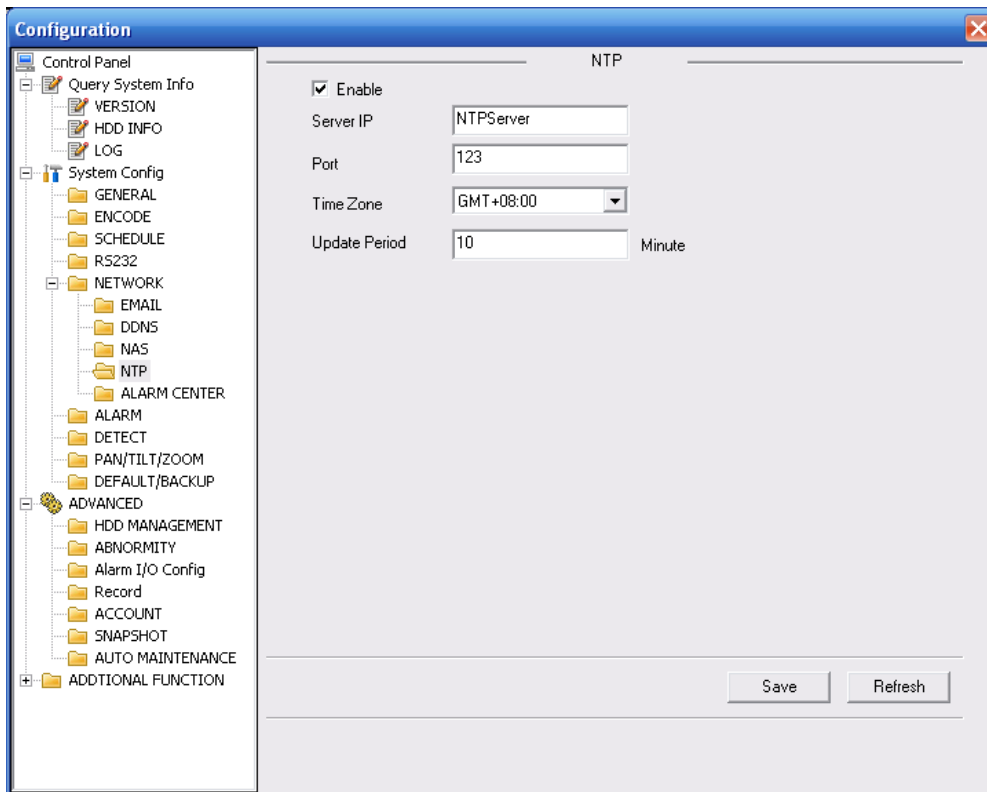 Configuration
Control Panel
Query System Info
VERSION
HDD INFO
LOG
System Config
GENERAL
ENCODE
SCHEDULE
RS232
NETWORK
EMAIL
DDNS
NAS
NTP
ALARM CENTER
ALARM
DETECT
PAN/TILT/ZOOM
DEFAULT/BACKUP
ADVANCED
HDD MANAGEMENT
ABNORMITY
Alarm I/O Config
Record
ACCOUNT
SNAPSHOT
AUTO MAINTENANCE
ADDTIONAL FUNCTION
NTP
Enable
Server IP NTPServer
Port 123
Time Zone GMT+08:00
Update Period 10 Minute
Save Refresh